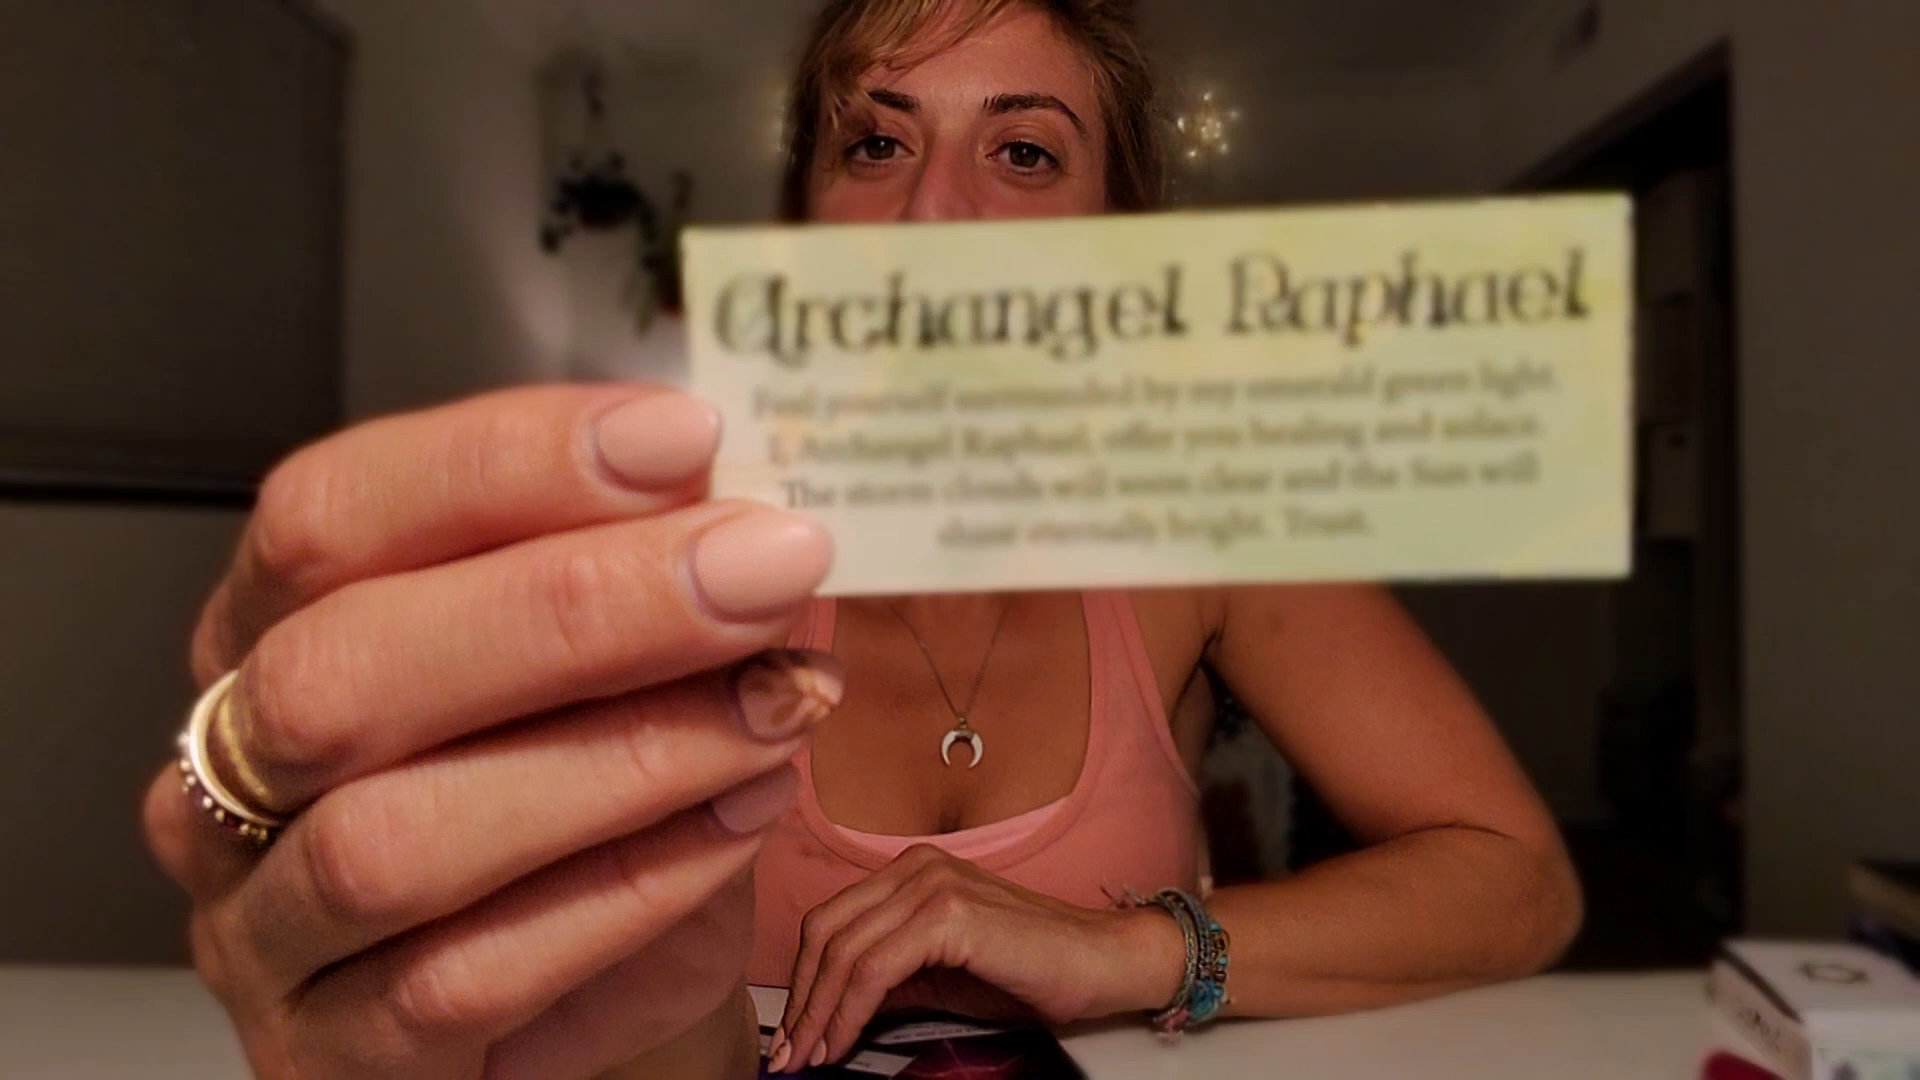 Archangel Raphael
Feel yourself surrounded by my emerald green light.
I, Archangel Raphael, offer you healing and solace.
The storm clouds will soon clear and the Sun will
shine eternally bright. Trust.